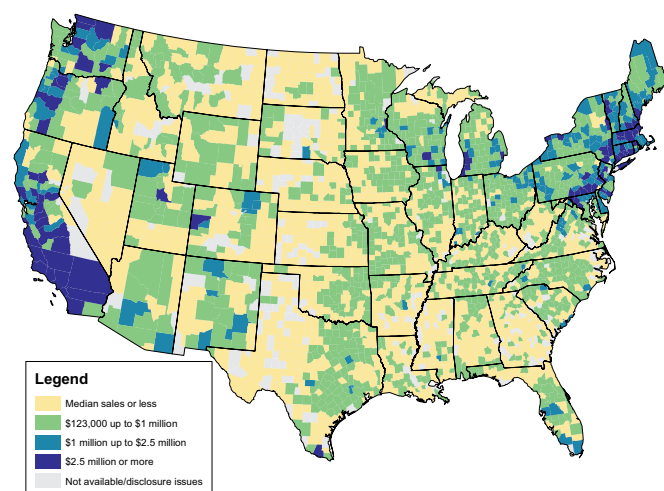 Legend
Median sales or less
$123,000 up to $1 million
$1 million up to $2.5 million
$2.5 million or more
Not available/disclosure issues